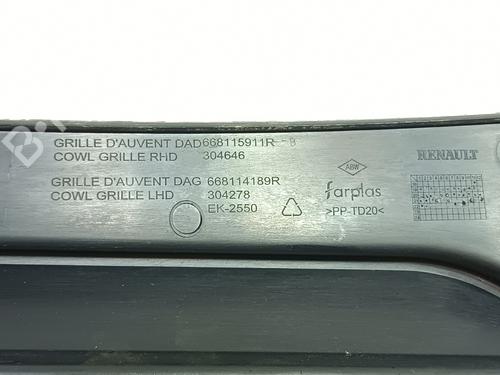 GRILLE D'AUVENT DAD 668115911R - B
COWL GRILLE RHD 304646
GRILLE D'AUVENT DAG 668114189R
COWL GRILLE LHD 304278
EK-2550
ABW
farplas
>PP-TD20<
RENAULT